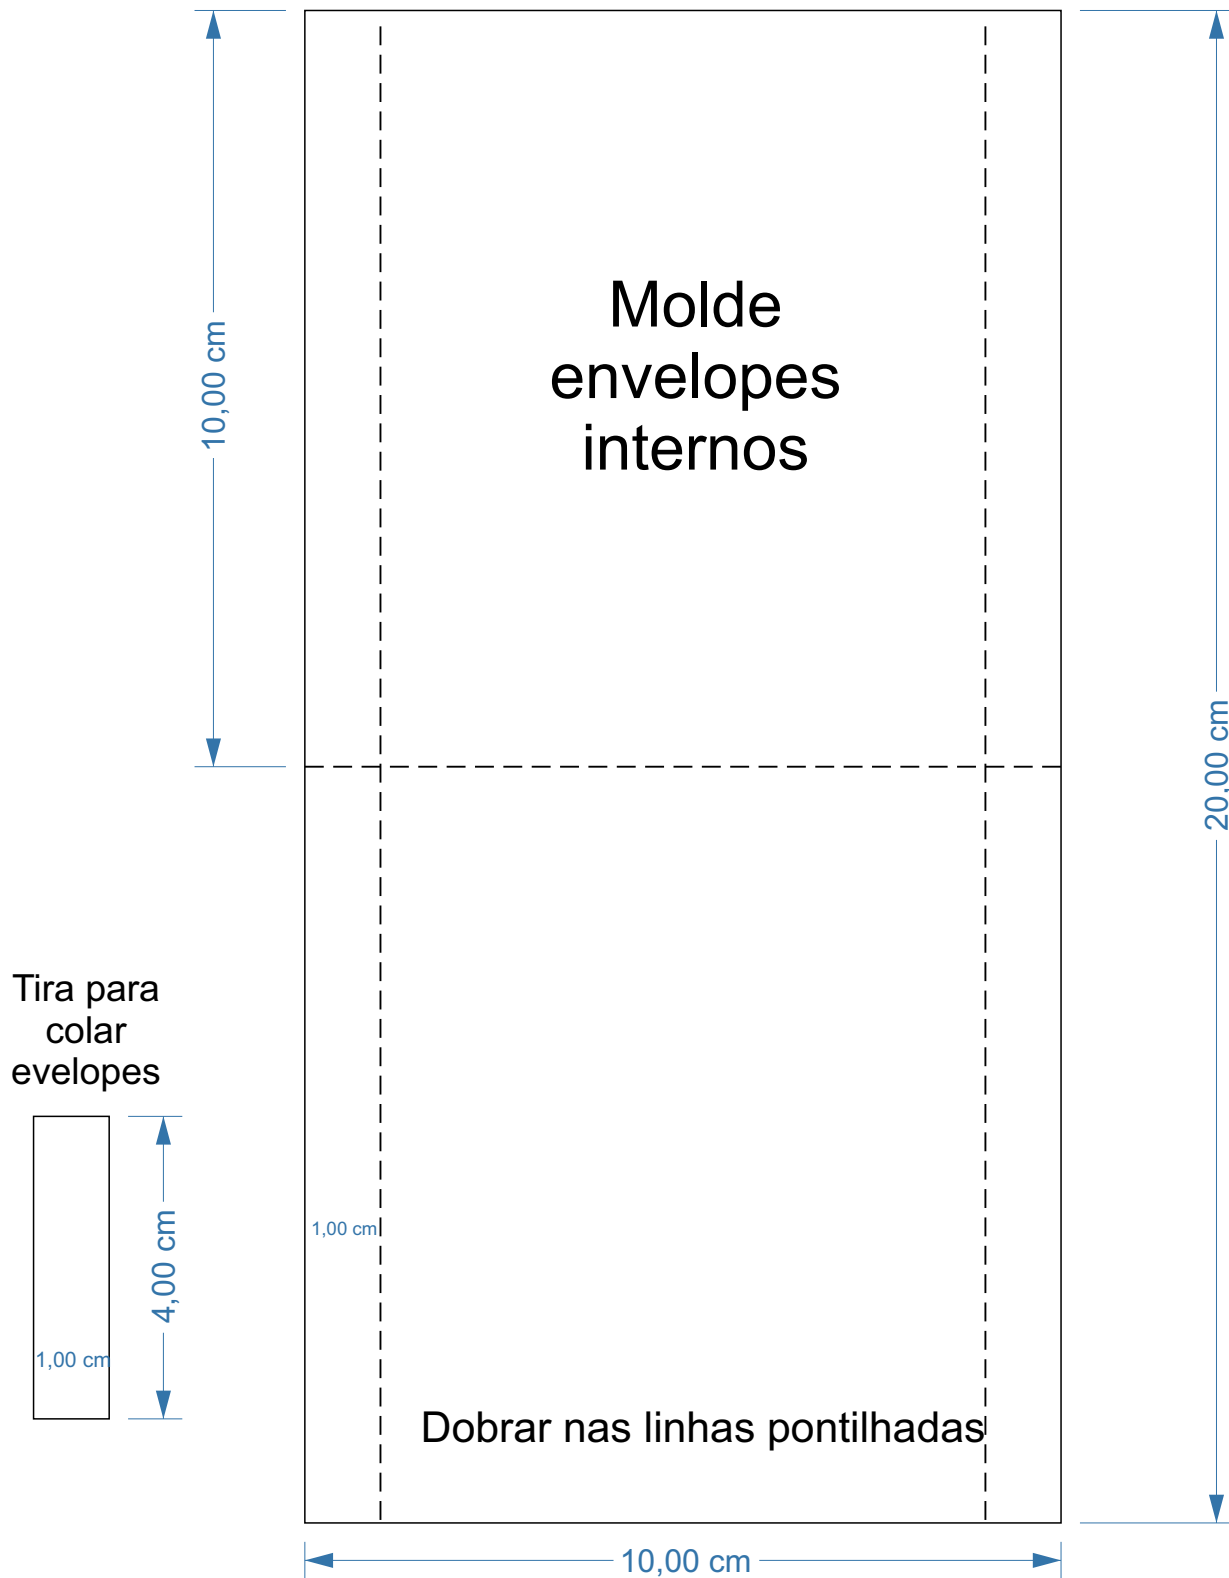 Molde
envelopes
internos
10,00 cm
20,00 cm
Tira para
colar
evelopes
4,00 cm
1,00 cm
1,00 cm
Dobrar nas linhas pontilhadas
10,00 cm